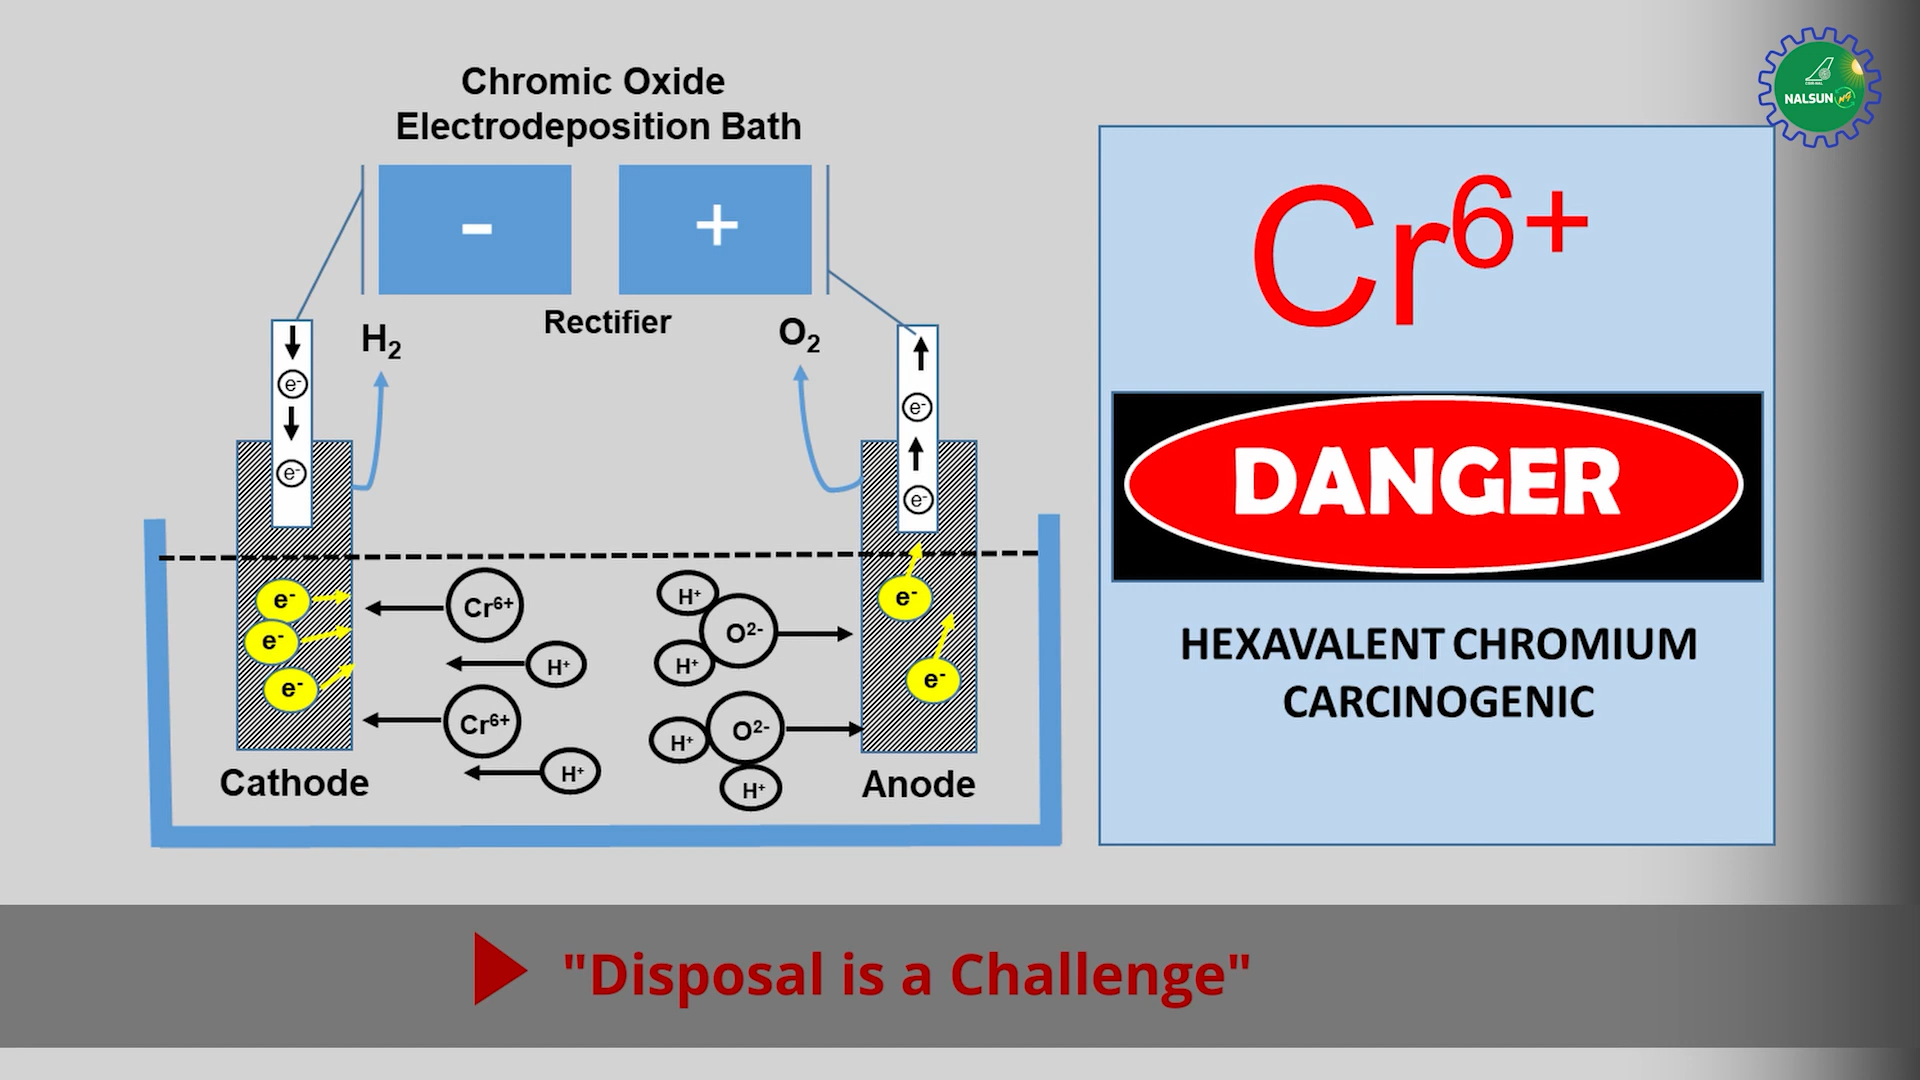 Chromic Oxide
Electrodeposition Bath
-
+
Rectifier
H₂
O₂
e⁻
e⁻
e⁻
e⁻
e⁻
e⁻
e⁻
e⁻
e⁻
Cr⁶⁺
H⁺
Cr⁶⁺
H⁺
H⁺
O²⁻
H⁺
O²⁻
H⁺
H⁺
Cathode
Anode
Cr⁶⁺
DANGER
HEXAVALENT CHROMIUM
CARCINOGENIC
NALSUN
"Disposal is a Challenge"